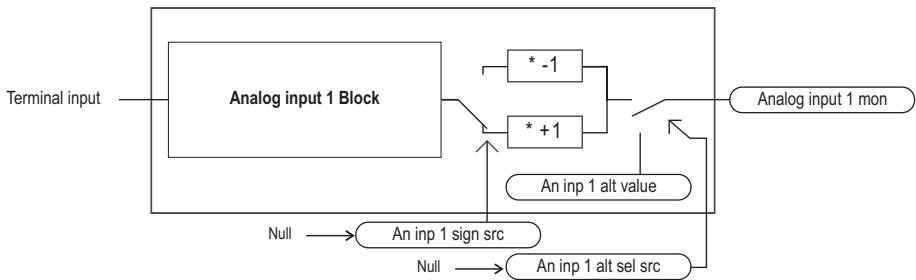 * -1
Terminal input
Analog input 1 Block
Analog input 1 mon
* +1
An inp 1 alt value
Null
An inp 1 sign src
Null
An inp 1 alt sel src